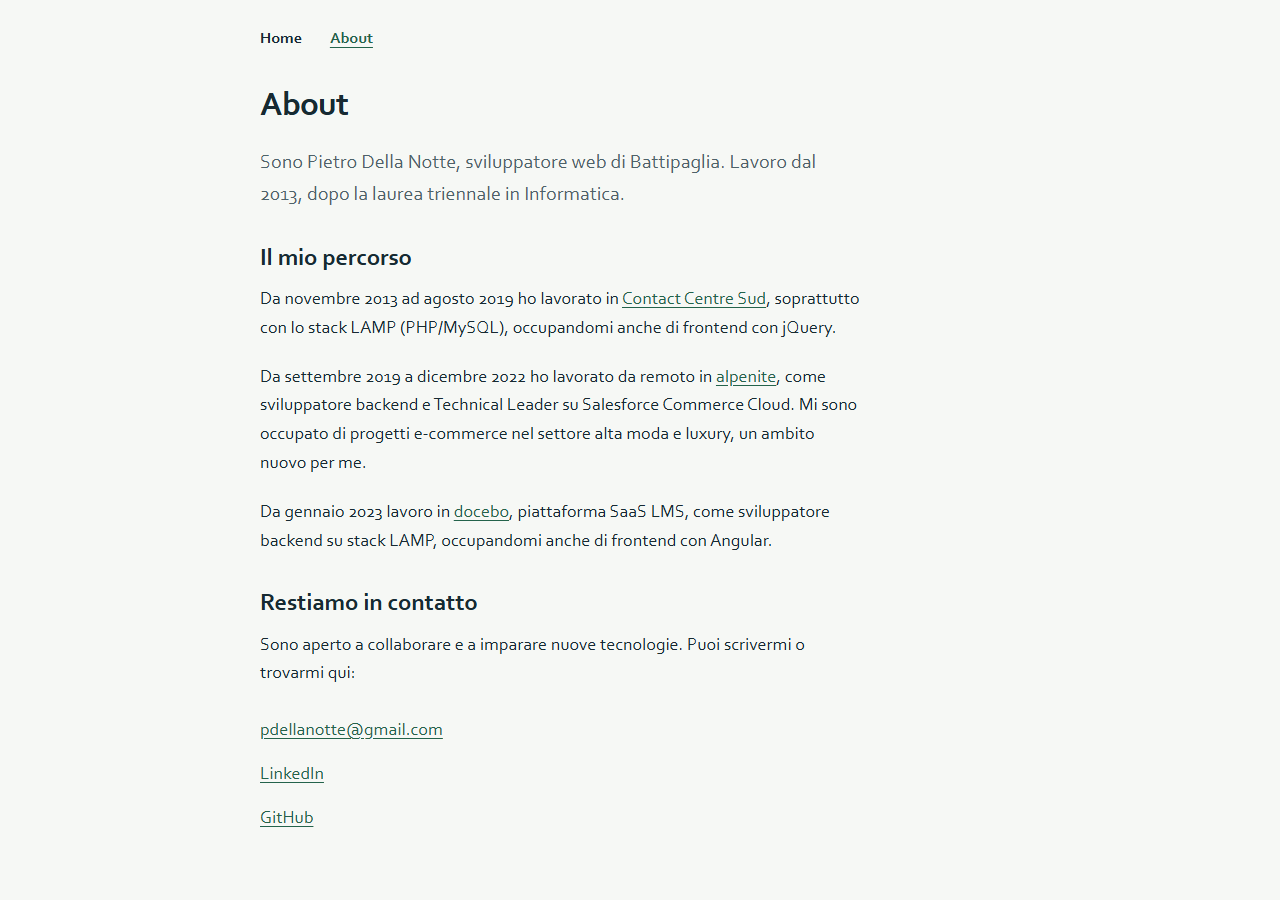 Home About
About
Sono Pietro Della Notte, sviluppatore web di Battipaglia. Lavoro dal
2013, dopo la laurea triennale in Informatica.
Il mio percorso
Da novembre 2013 ad agosto 2019 ho lavorato in Contact Centre Sud, soprattutto
con lo stack LAMP (PHP/MySQL), occupandomi anche di frontend con jQuery.
Da settembre 2019 a dicembre 2022 ho lavorato da remoto in alpenite, come
sviluppatore backend e Technical Leader su Salesforce Commerce Cloud. Mi sono
occupato di progetti e-commerce nel settore alta moda e luxury, un ambito
nuovo per me.
Da gennaio 2023 lavoro in docebo, piattaforma SaaS LMS, come sviluppatore
backend su stack LAMP, occupandomi anche di frontend con Angular.
Restiamo in contatto
Sono aperto a collaborare e a imparare nuove tecnologie. Puoi scrivermi o
trovarmi qui:
pdellanotte@gmail.com
LinkedIn
GitHub